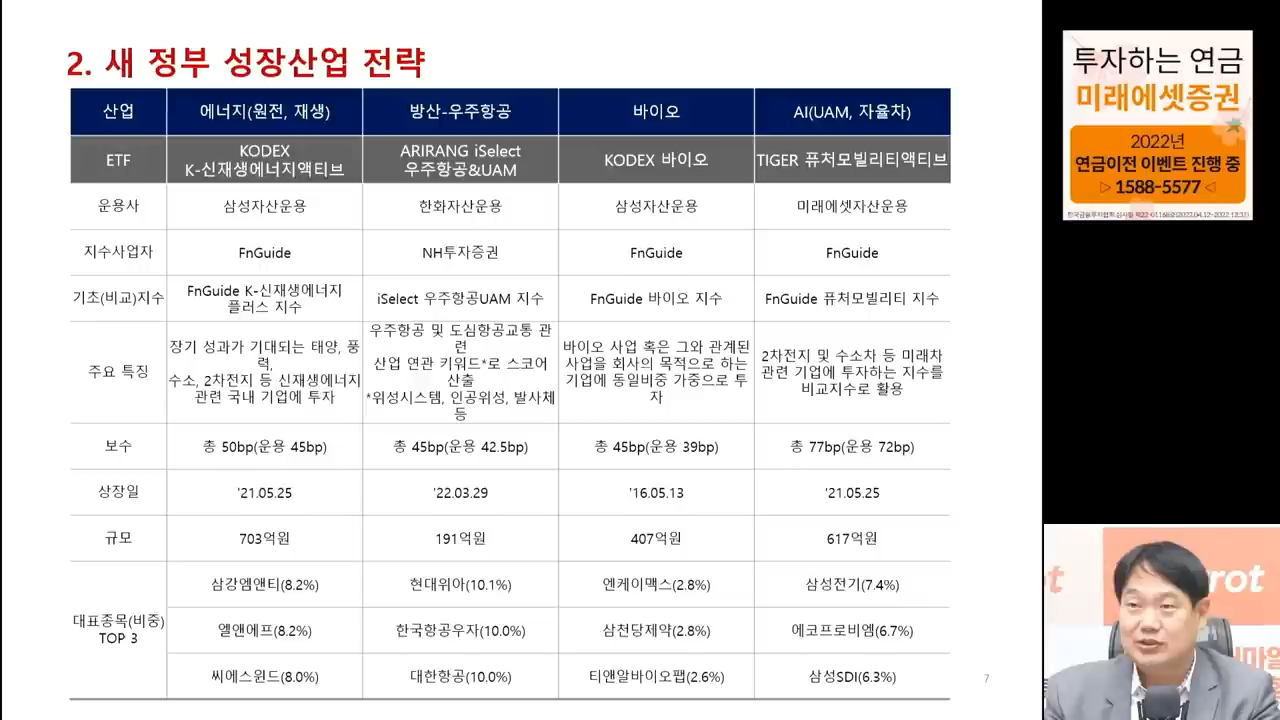 2. 새 정부 성장산업 전략
산업 에너지(원전, 재생) 방산-우주항공 바이오 AI(UAM, 자율차)
ETF KODEX
K-신재생에너지액티브 ARIRANG iSelect
우주항공&UAM KODEX 바이오 TIGER 퓨처모빌리티액티브
운용사 삼성자산운용 한화자산운용 삼성자산운용 미래에셋자산운용
지수사업자 FnGuide NH투자증권 FnGuide FnGuide
기초(비교)지수 FnGuide K-신재생에너지
플러스 지수 iSelect 우주항공UAM 지수 FnGuide 바이오 지수 FnGuide 퓨처모빌리티 지수
주요 특징
장기 성과가 기대되는 태양, 풍
력,
수소, 2차전지 등 신재생에너지
관련 국내 기업에 투자
우주항공 및 도심항공교통 관
련
산업 연관 키워드*로 스코어
산출
*위성시스템, 인공위성, 발사체
등
바이오 사업 혹은 그와 관계된
사업을 회사의 목적으로 하는
기업에 동일비중 가중으로 투
자
2차전지 및 수소차 등 미래차
관련 기업에 투자하는 지수를
비교지수로 활용
보수 총 50bp(운용 45bp) 총 45bp(운용 42.5bp) 총 45bp(운용 39bp) 총 77bp(운용 72bp)
상장일 '21.05.25 '22.03.29 '16.05.13 '21.05.25
규모 703억원 191억원 407억원 617억원
대표종목(비중)
TOP 3
삼강엠앤티(8.2%) 현대위아(10.1%) 엔케이맥스(2.8%) 삼성전기(7.4%)
엘앤에프(8.2%) 한국항공우자(10.0%) 삼천당제약(2.8%) 에코프로비엠(6.7%)
씨에스윈드(8.0%) 대한항공(10.0%) 티앤알바이오팹(2.6%) 삼성SDI(6.3%)
7
투자하는 연금
미래에셋증권
2022년
연금이전 이벤트 진행 중
▷ 1588-5577 ◁
rot